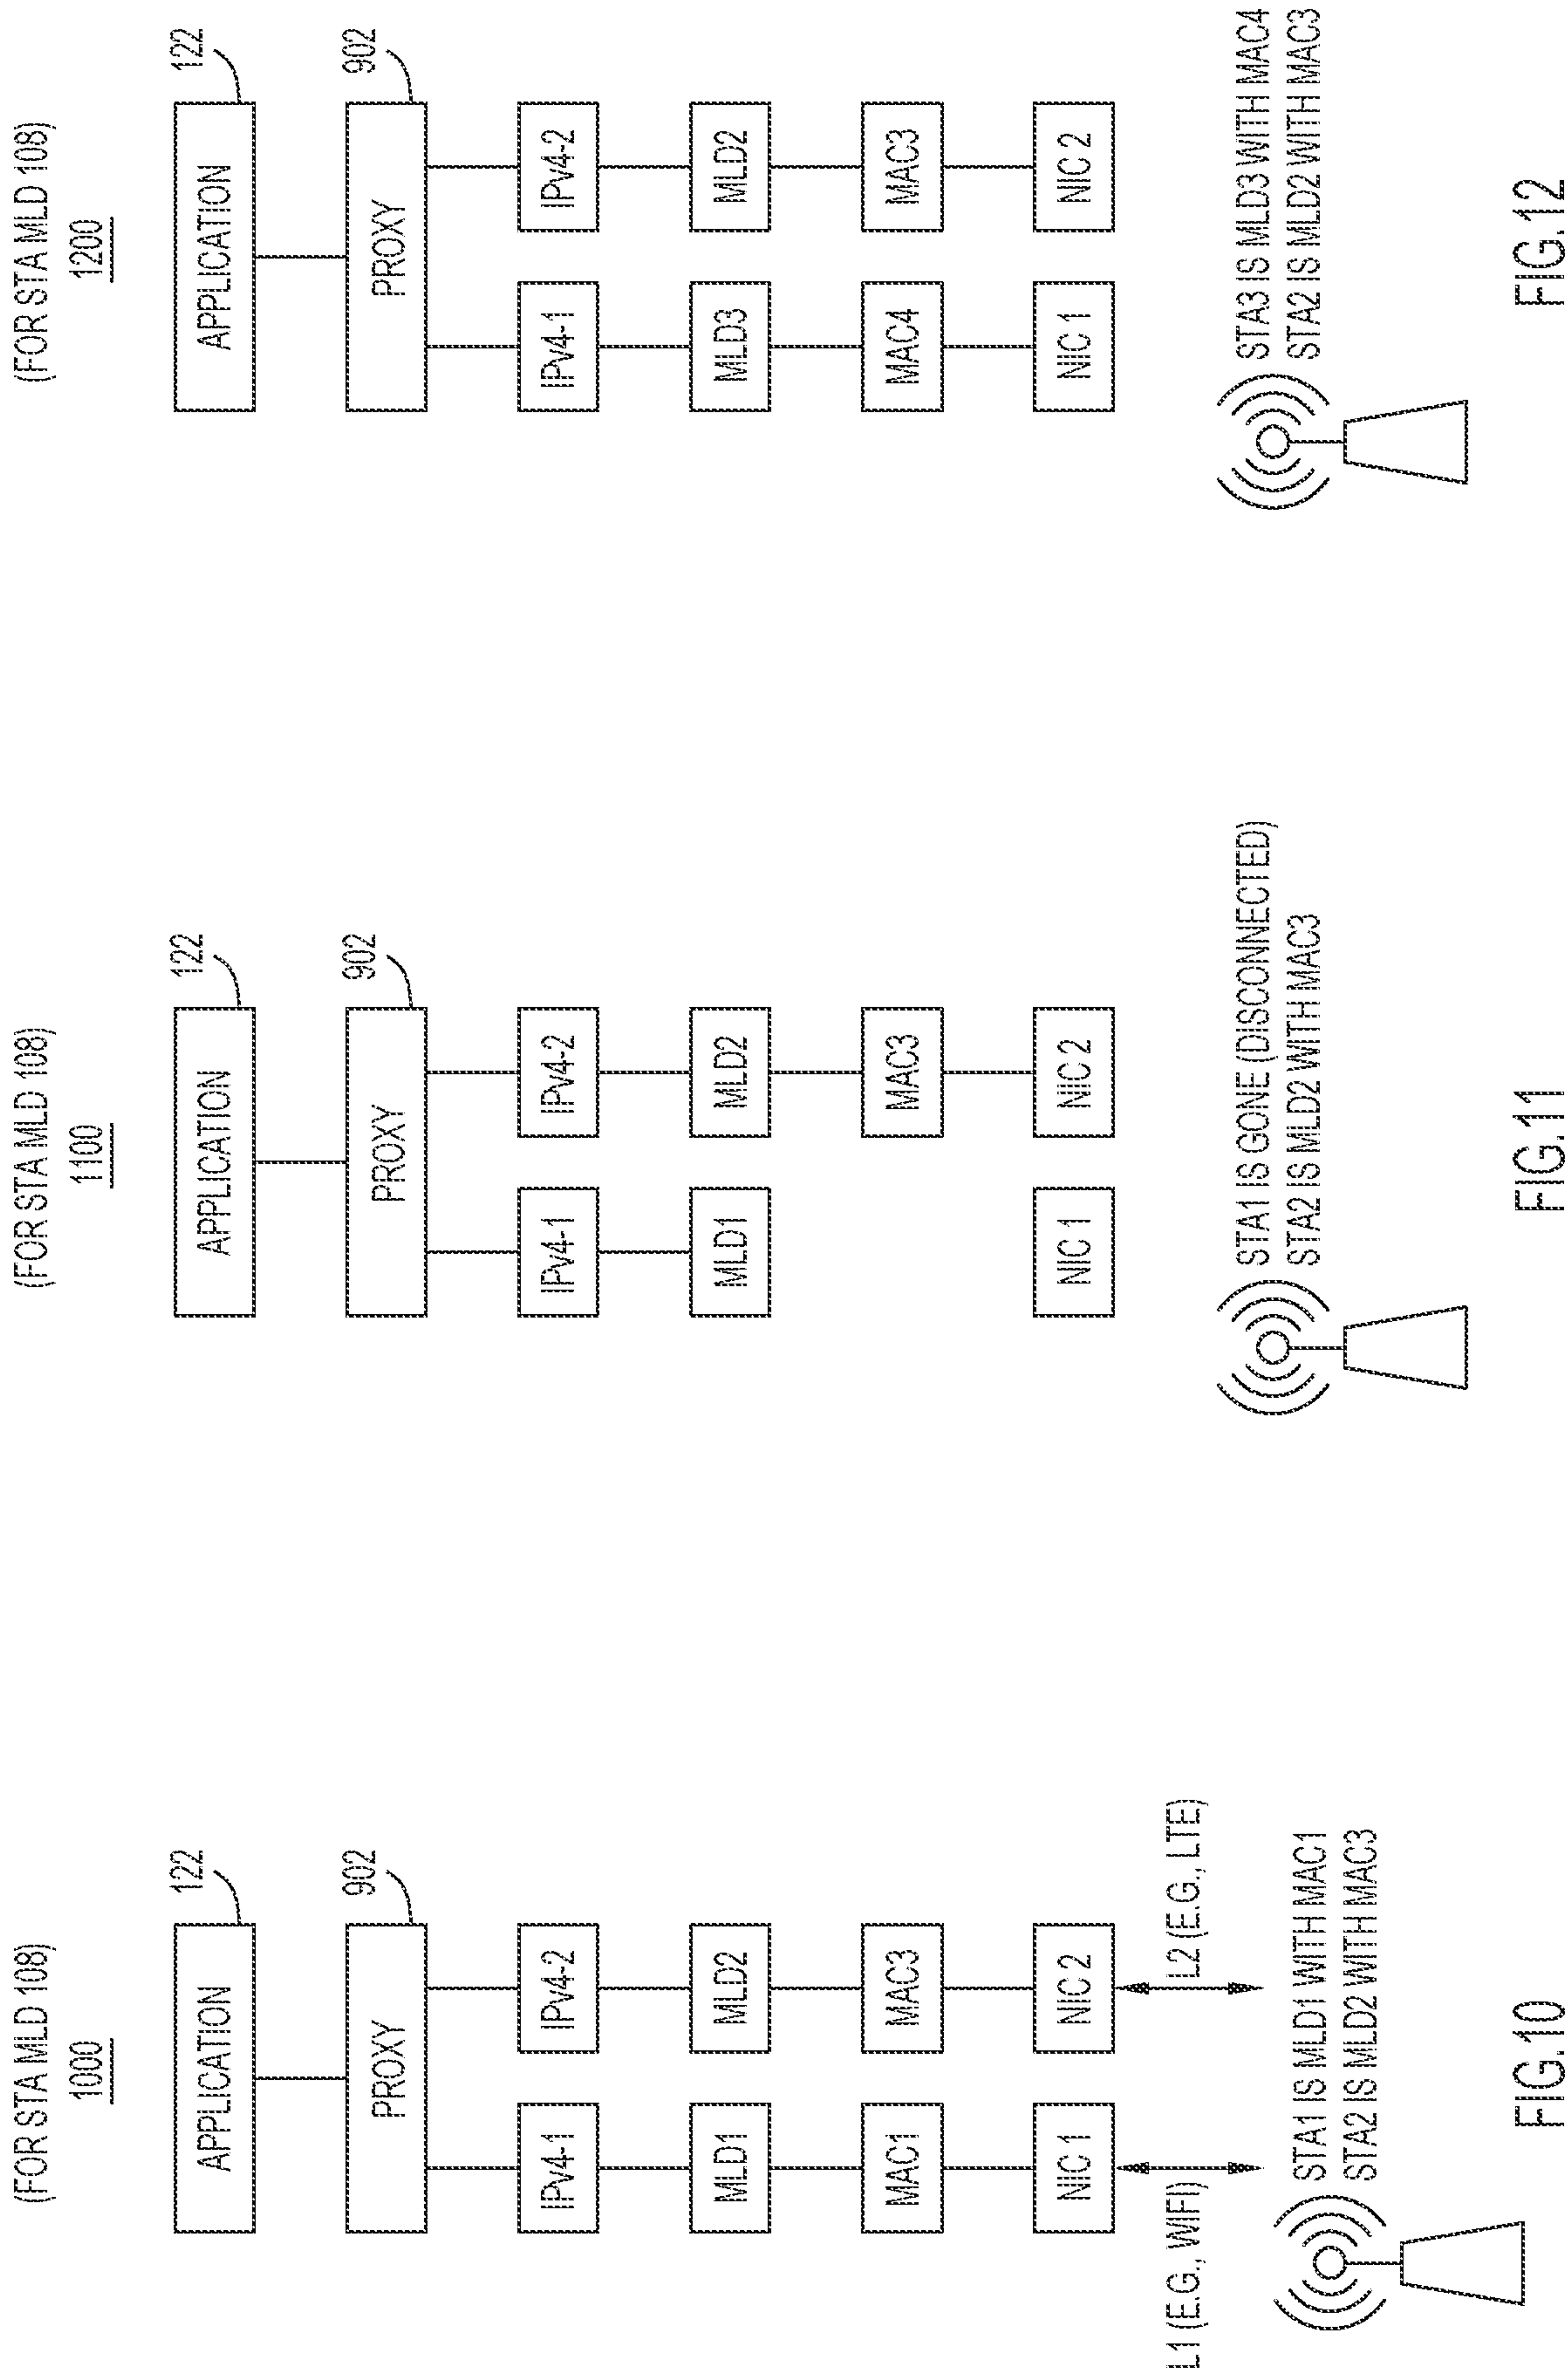 (FOR STA MLD 108)
1000
122
APPLICATION
902
PROXY
IPv4-1
IPv4-2
MLD1
MLD2
MAC1
MAC3
NIC 1
NIC 2
L1 (E.G., WIFI)
L2 (E.G., LTE)
STA1 IS MLD1 WITH MAC1
STA2 IS MLD2 WITH MAC3
FIG.10
(FOR STA MLD 108)
1100
122
APPLICATION
902
PROXY
IPv4-1
IPv4-2
MLD1
MLD2
MAC3
NIC 1
NIC 2
STA1 IS GONE (DISCONNECTED)
STA2 IS MLD2 WITH MAC3
FIG.11
(FOR STA MLD 108)
1200
122
APPLICATION
902
PROXY
IPv4-1
IPv4-2
MLD3
MLD2
MAC4
MAC3
NIC 1
NIC 2
STA3 IS MLD3 WITH MAC4
STA2 IS MLD2 WITH MAC3
FIG.12